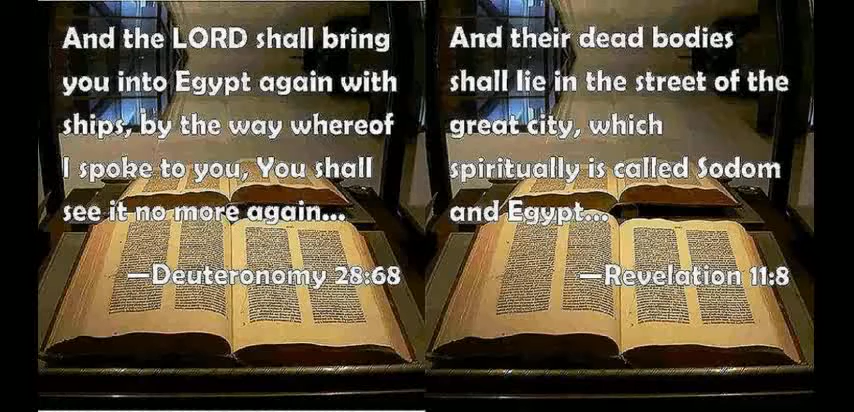 And the LORD shall bring
you into Egypt again with
ships, by the way whereof
I spoke to you, You shall
see it no more again...
—Deuteronomy 28:68
And their dead bodies
shall lie in the street of the
great city, which
spiritually is called Sodom
and Egypt...
—Revelation 11:8